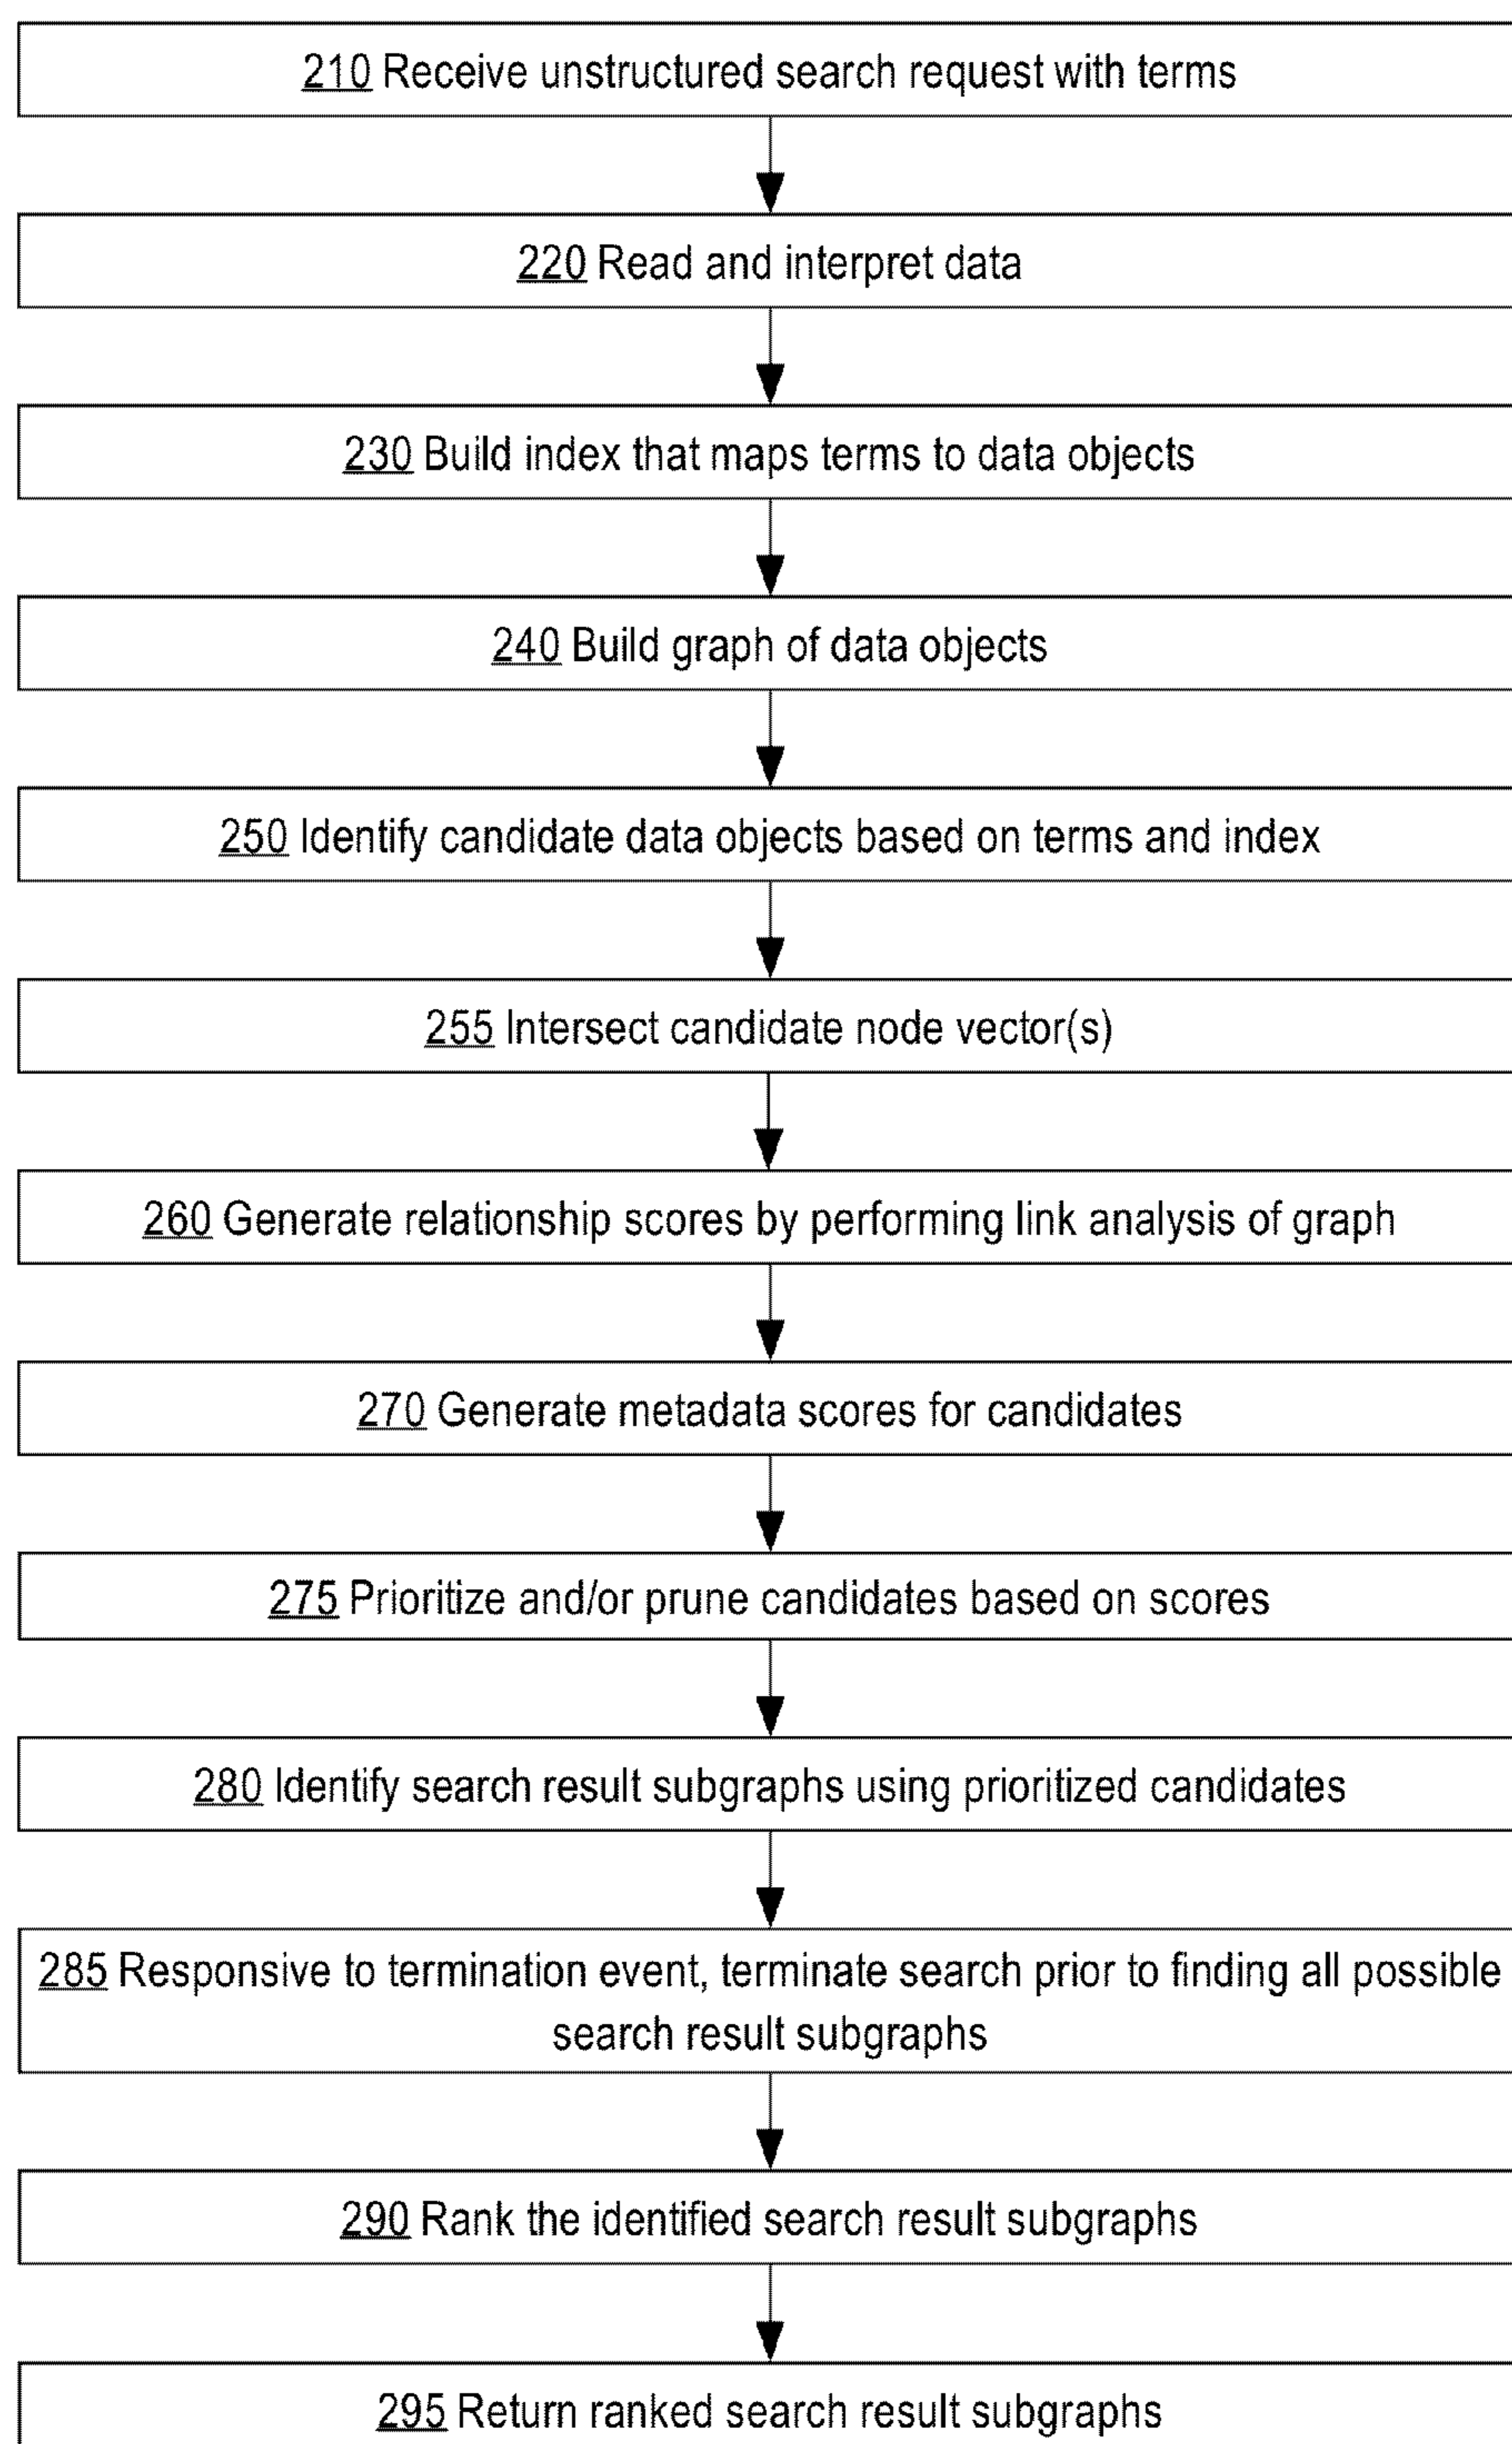 210 Receive unstructured search request with terms
220 Read and interpret data
230 Build index that maps terms to data objects
240 Build graph of data objects
250 Identify candidate data objects based on terms and index
255 Intersect candidate node vector(s)
260 Generate relationship scores by performing link analysis of graph
270 Generate metadata scores for candidates
275 Prioritize and/or prune candidates based on scores
280 Identify search result subgraphs using prioritized candidates
285 Responsive to termination event, terminate search prior to finding all possible
search result subgraphs
290 Rank the identified search result subgraphs
295 Return ranked search result subgraphs